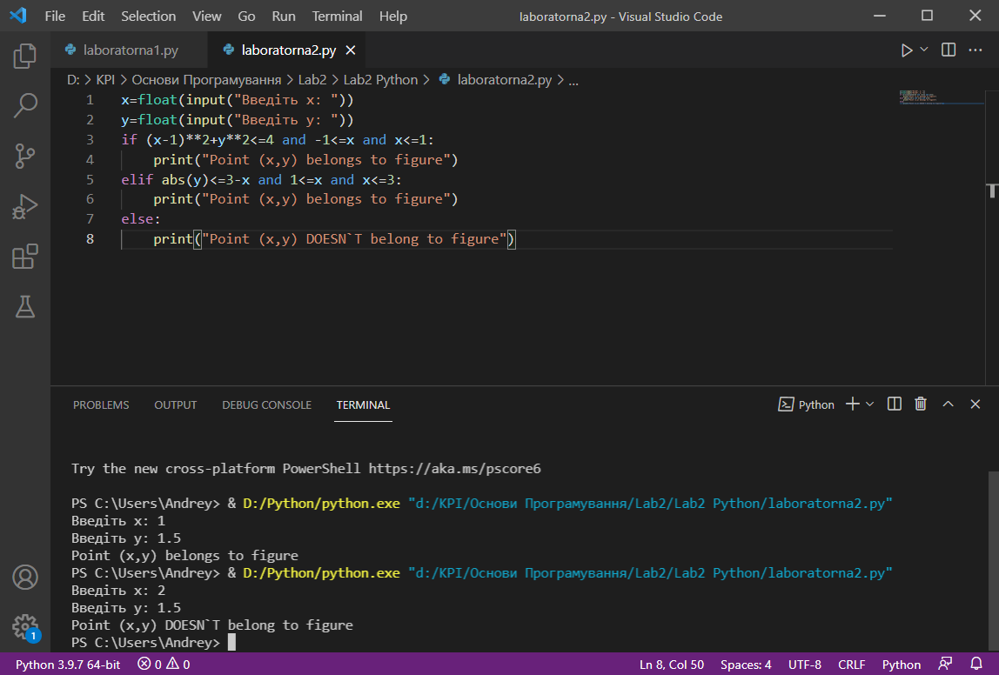 File Edit Selection View Go Run Terminal Help laboratorna2.py - Visual Studio Code
laboratorna1.py laboratorna2.py
D: > KPI > Основи Програмування > Lab2 > Lab2 Python > laboratorna2.py > ...
1 x=float(input("Введіть x: "))
2 y=float(input("Введіть y: "))
3 if (x-1)**2+y**2<=4 and -1<=x and x<=1:
4 print("Point (x,y) belongs to figure")
5 elif abs(y)<=3-x and 1<=x and x<=3:
6 print("Point (x,y) belongs to figure")
7 else:
8 print("Point (x,y) DOESN`T belong to figure")
PROBLEMS OUTPUT DEBUG CONSOLE TERMINAL Python
Try the new cross-platform PowerShell https://aka.ms/pscore6
PS C:\Users\Andrey> & D:/Python/python.exe "d:/KPI/Основи Програмування/Lab2/Lab2 Python/laboratorna2.py"
Введіть x: 1
Введіть y: 1.5
Point (x,y) belongs to figure
PS C:\Users\Andrey> & D:/Python/python.exe "d:/KPI/Основи Програмування/Lab2/Lab2 Python/laboratorna2.py"
Введіть x: 2
Введіть y: 1.5
Point (x,y) DOESN`T belong to figure
PS C:\Users\Andrey>
1
Python 3.9.7 64-bit 0 0 Ln 8, Col 50 Spaces: 4 UTF-8 CRLF Python